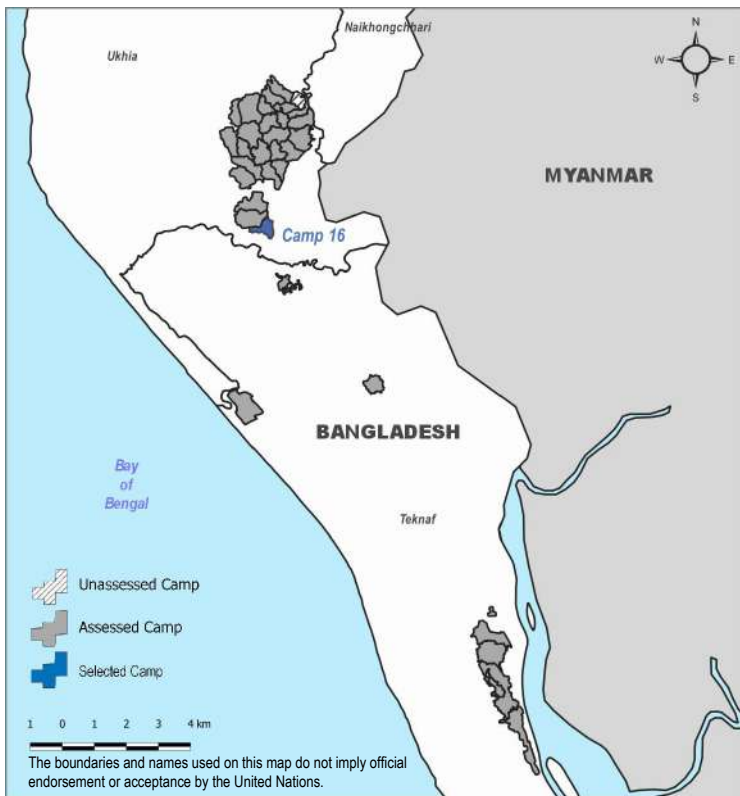 Naikhongchhari
Ukhia
N
W
E
S
MYANMAR
Camp 16
BANGLADESH
Bay
of
Bengal
Teknaf
Unassessed Camp
Assessed Camp
Selected Camp
1 0 1 2 3 4 km
The boundaries and names used on this map do not imply official
endorsement or acceptance by the United Nations.